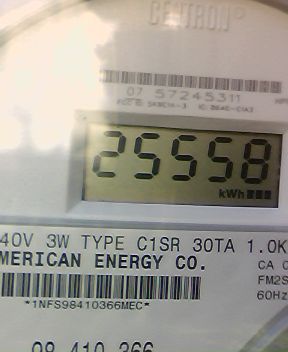 CENTRON®
07 57245311
25558
kWh
40V 3W TYPE C1SR 30TA 1.0K
MERICAN ENERGY CO.
CA
*1NFS98410366MEC*
FM2S
60Hz
98 410 366